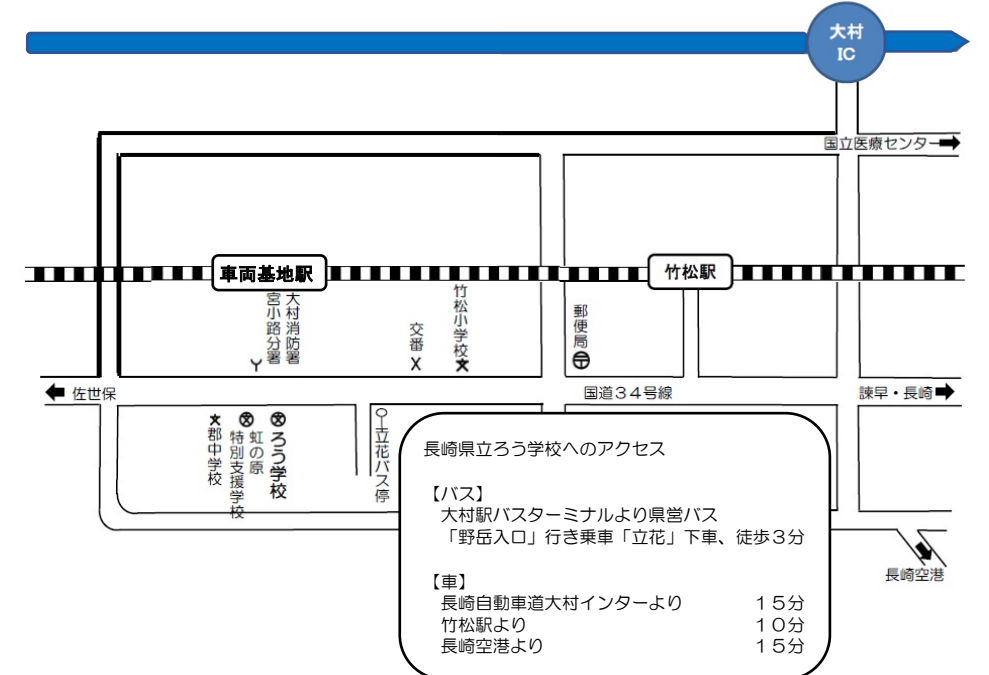 大村
IC
国立医療センター➡
車両基地駅
竹松駅
大村消防署
宮小路分署
交番
X
竹松小学校
文
郵便局
〒
⬅ 佐世保
国道34号線
諫早・長崎➡
文
郡中学校
文
虹の原
特別支援学校
文
ろう学校
立花バス停
長崎県立ろう学校へのアクセス
【バス】
大村駅バスターミナルより県営バス
「野岳入口」行き乗車「立花」下車、徒歩3分
【車】
長崎自動車道大村インターより 15分
竹松駅より 10分
長崎空港より 15分
長崎空港